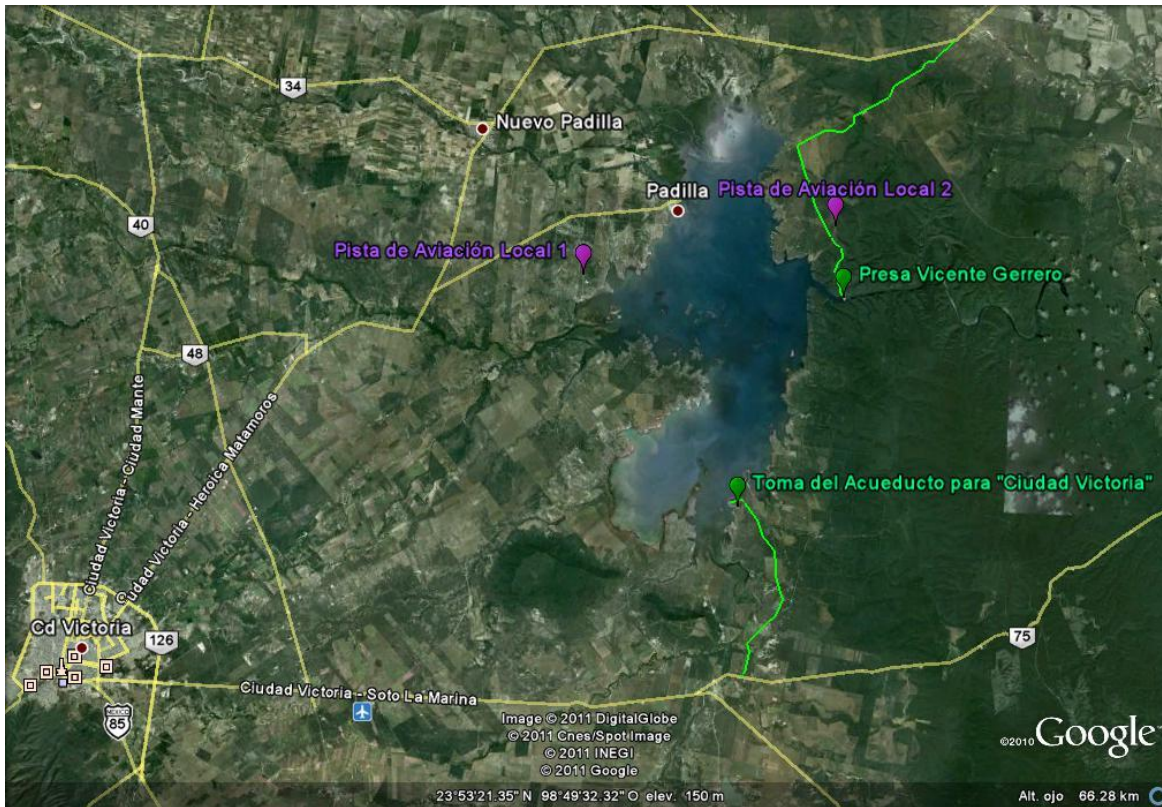 34
Nuevo Padilla
Padilla
Pista de Aviación Local 2
40
Pista de Aviación Local 1
Presa Vicente Gerrero
48
Ciudad Victoria - Ciudad Mante
Ciudad Victoria - Heroica Matamoros
Toma del Acueducto para "Ciudad Victoria"
Cd Victoria
126
75
Ciudad Victoria - Soto La Marina
MEXICO
85
Image © 2011 DigitalGlobe
© 2011 Cnes/Spot Image
© 2011 INEGI
© 2011 Google
©2010 Google
23°53'21.35" N 98°49'32.32" O elev. 150 m
Alt. ojo 66.28 km